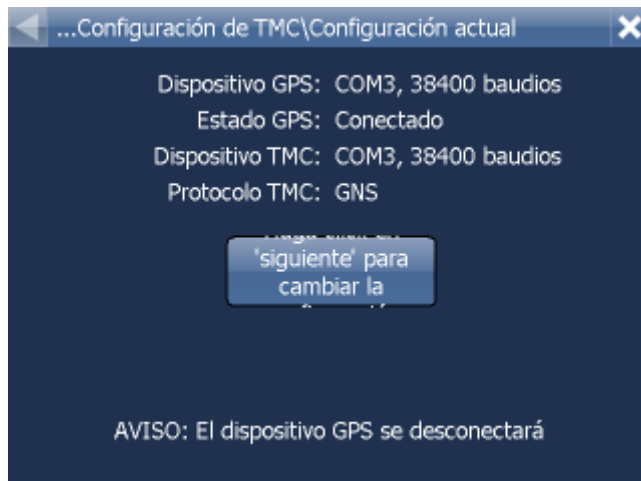 ...Configuración de TMC\Configuración actual
Dispositivo GPS: COM3, 38400 baudios
Estado GPS: Conectado
Dispositivo TMC: COM3, 38400 baudios
Protocolo TMC: GNS
'siguiente' para
cambiar la
AVISO: El dispositivo GPS se desconectará